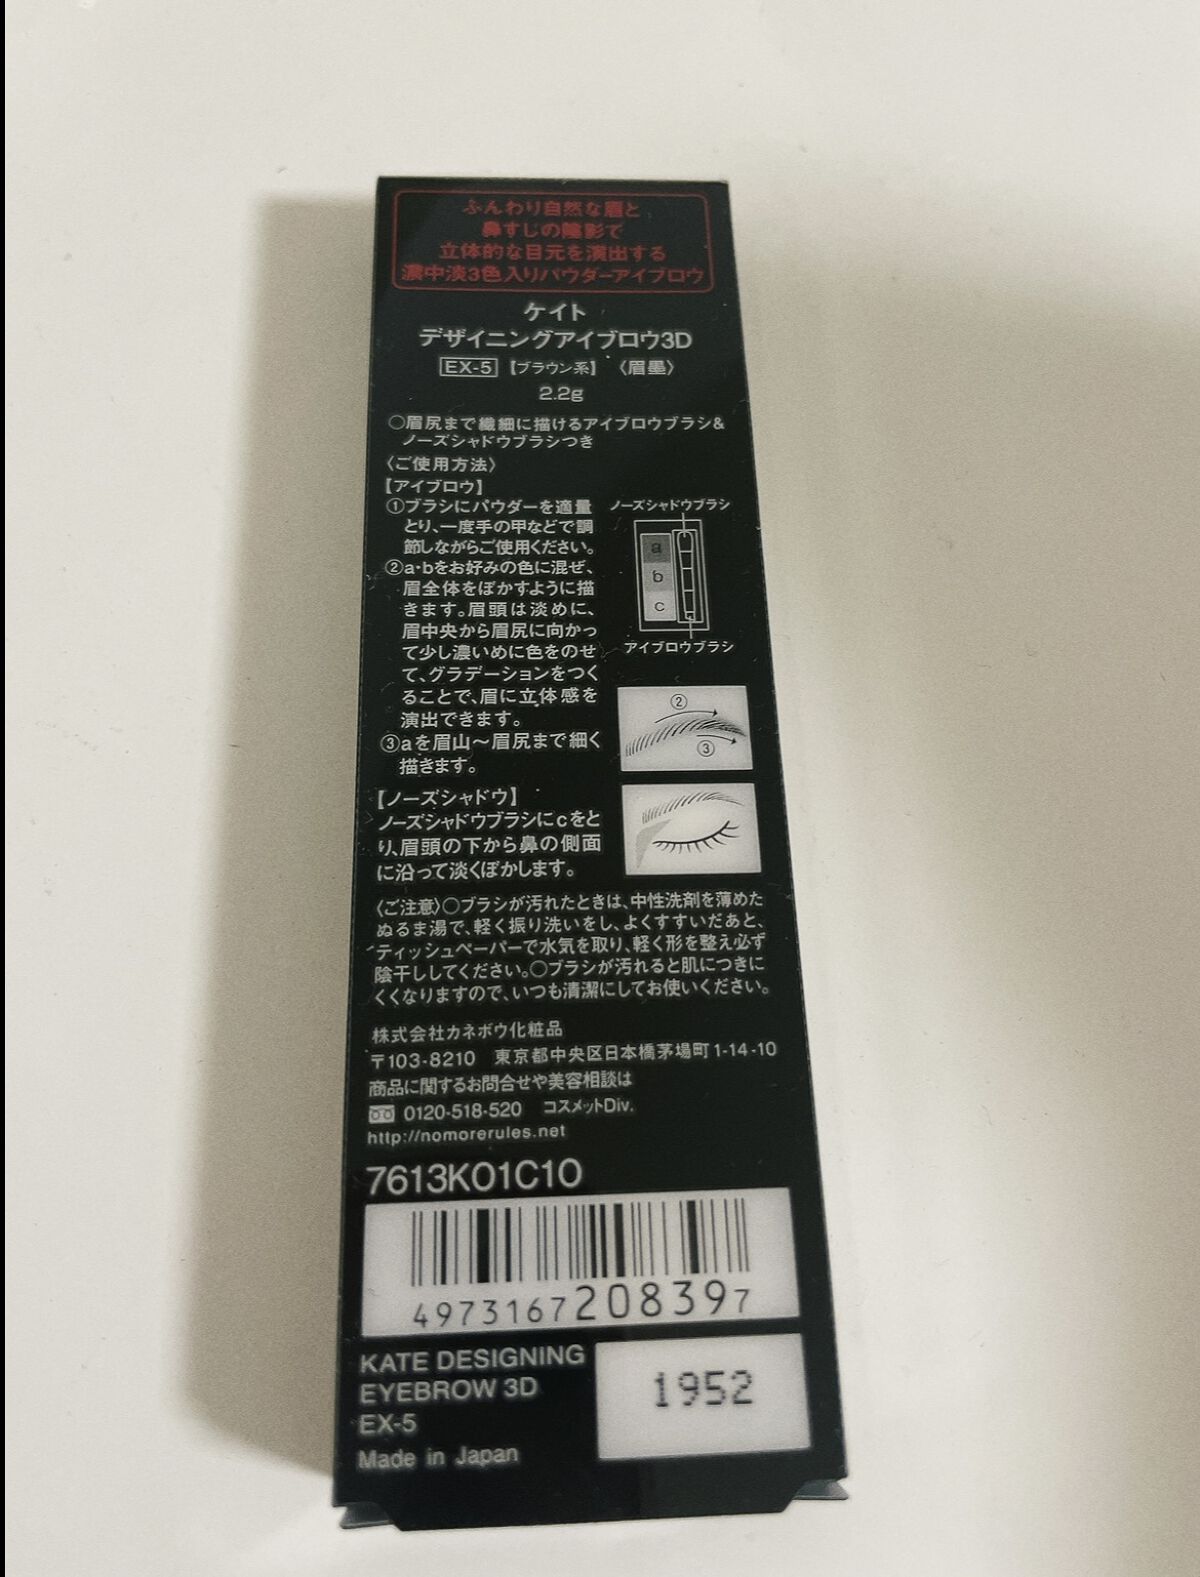 ふんわり自然な眉と
鼻すじの陰影で
立体的な目元を演出する
濃中淡3色入りパウダーアイブロウ
ケイト
デザイニングアイブロウ3D
EX-5 【ブラウン系】 〈眉墨〉
2.2g
○眉尻まで繊細に描けるアイブロウブラシ&
ノーズシャドウブラシつき
〈ご使用方法〉
【アイブロウ】
①ブラシにパウダーを適量
とり、一度手の甲などで調
節しながらご使用ください。
②a・bをお好みの色に混ぜ、
眉全体をぼかすように描
きます。眉頭は淡めに、
眉中央から眉尻に向かっ
て少し濃いめに色をのせ
て、グラデーションをつく
ることで、眉に立体感を
演出できます。
③aを眉山～眉尻まで細く
描きます。
ノーズシャドウブラシ
a
b
c
アイブロウブラシ
②
③
【ノーズシャドウ】
ノーズシャドウブラシにcをと
り、眉頭の下から鼻の側面
に沿って淡くぼかします。
〈ご注意〉○ブラシが汚れたときは、中性洗剤を薄めた
ぬるま湯で、軽く振り洗いをし、よくすすいだあと、
ティッシュペーパーで水気を取り、軽く形を整え必ず
陰干ししてください。○ブラシが汚れると肌につきに
くくなりますので、いつも清潔にしてお使いください。
株式会社カネボウ化粧品
〒103-8210 東京都中央区日本橋茅場町1-14-10
商品に関するお問合せや美容相談は
0120-518-520 コスメットDiv.
http://nomorerules.net
7613K01C10
4973167208397
KATE DESIGNING
EYEBROW 3D
EX-5
Made in Japan
1952